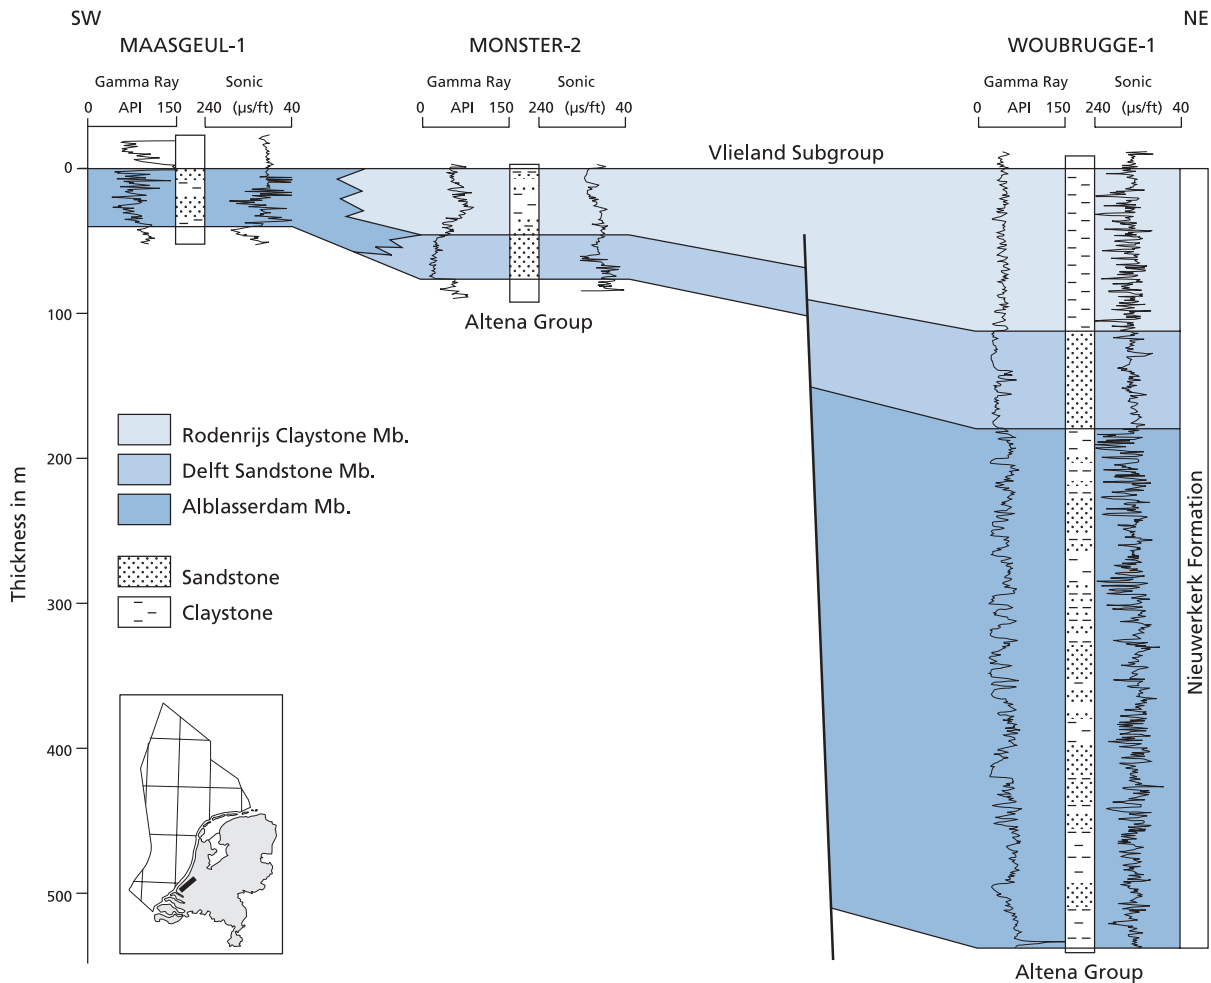 SW
NE
MAASGEUL-1
MONSTER-2
WOUBRUGGE-1
Gamma Ray
Sonic
0 API 150 240 (µs/ft) 40
Gamma Ray
Sonic
0 API 150 240 (µs/ft) 40
Gamma Ray
Sonic
0 API 150 240 (µs/ft) 40
Vlieland Subgroup
0
100
200
300
400
500
Thickness in m
Altena Group
Rodenrijs Claystone Mb.
Delft Sandstone Mb.
Alblasserdam Mb.
Sandstone
Claystone
Nieuwerkerk Formation
Altena Group